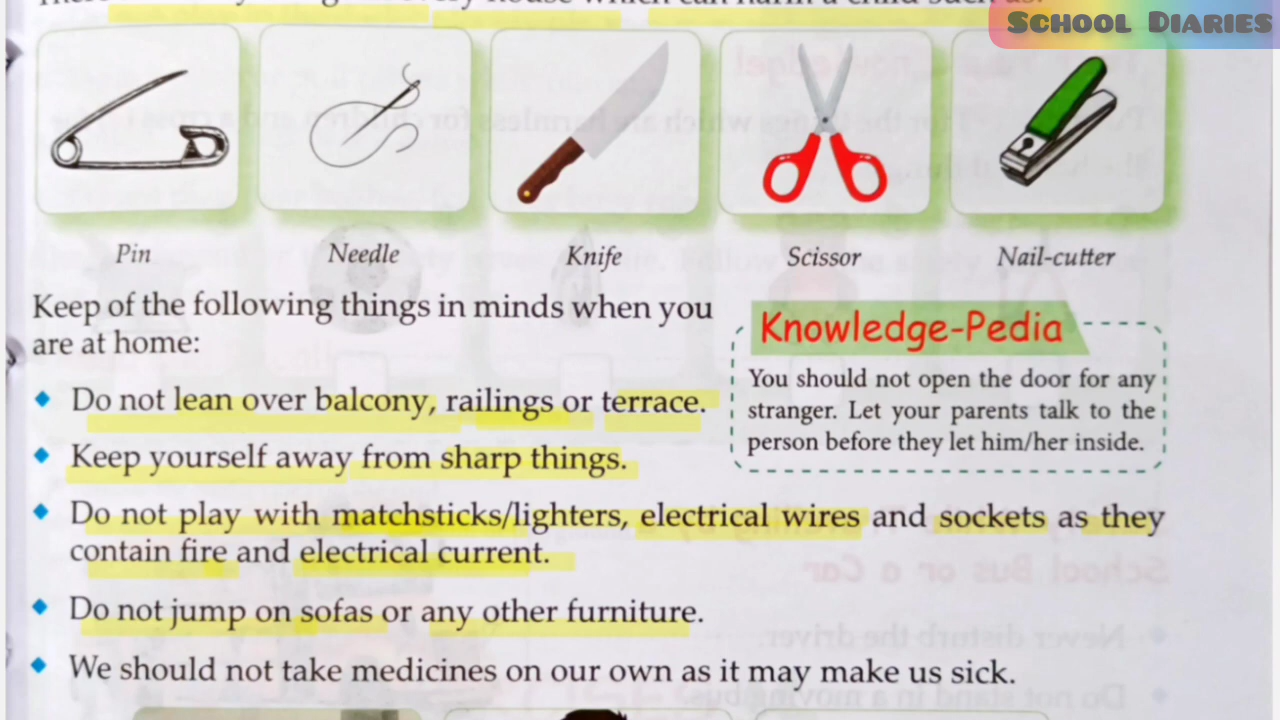 SCHOOL DIARIES
Pin
Needle
Knife
Scissor
Nail-cutter
Keep of the following things in minds when you
are at home:
Do not lean over balcony, railings or terrace.
Keep yourself away from sharp things.
Do not play with matchsticks/lighters, electrical wires and sockets as they
contain fire and electrical current.
Do not jump on sofas or any other furniture.
We should not take medicines on our own as it may make us sick.
Knowledge-Pedia
You should not open the door for any
stranger. Let your parents talk to the
person before they let him/her inside.